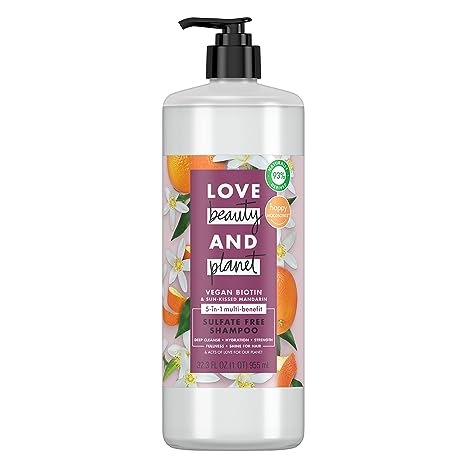 93%
LOVE
beauty
AND
planet
happy
VEGAN BIOTIN
& SUN-KISSED MANDARIN
5-in-1 multi-benefit
SULFATE FREE
SHAMPOO
DEEP CLEANSE • HYDRATION • STRENGTH
FULLNESS • SHINE FOR HAIR
& ACTS OF LOVE FOR OUR PLANET
32.3 FL OZ (1 QT) 955 mL